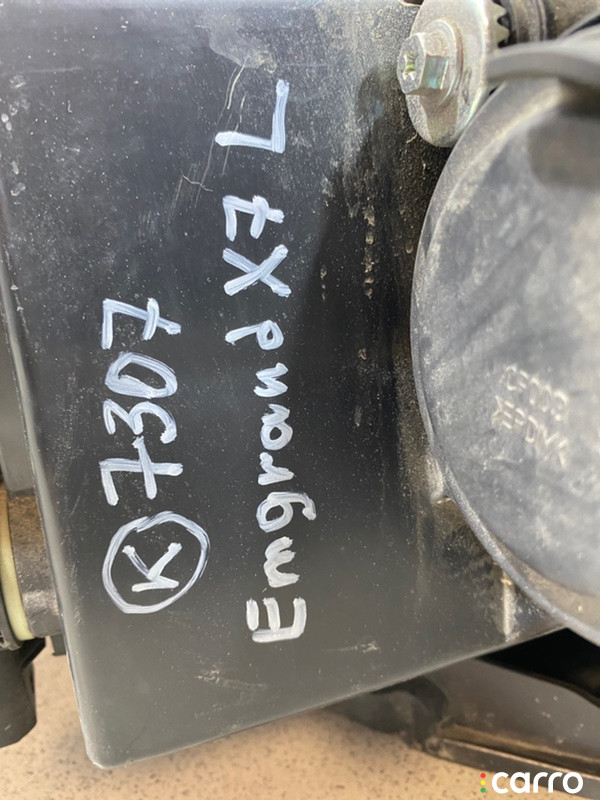 K 7307
Emgrand X7 L
carro